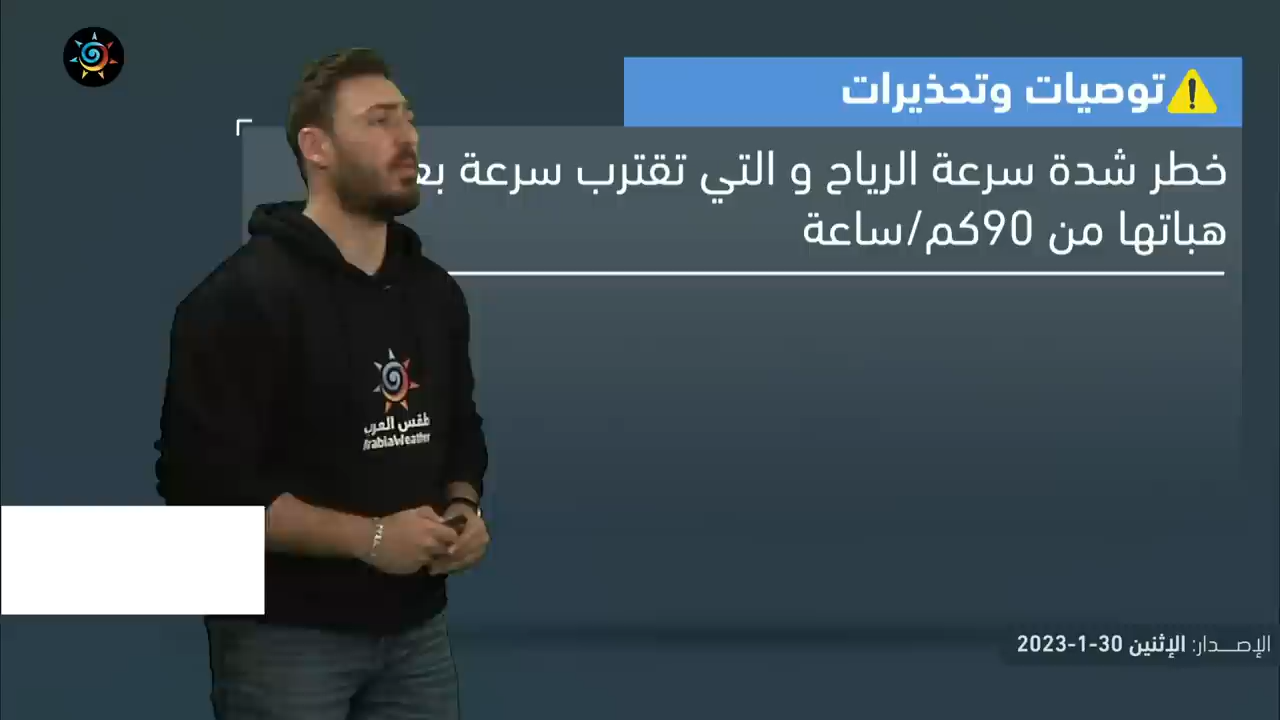 توصيات وتحذيرات
خطر شدة سرعة الرياح و التي تقترب سرعة
هباتها من 90كم/ساعة
طقس العرب
ArabiaWeather
الإصدار: الإثنين 30-1-2023